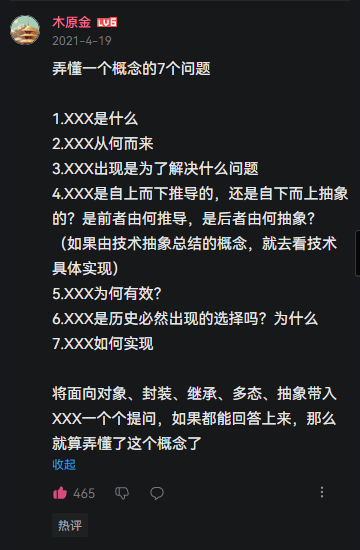 木原金 LV6
2021-4-19
弄懂一个概念的7个问题
1.XXX是什么
2.XXX从何而来
3.XXX出现是为了解决什么问题
4.XXX是自上而下推导的，还是自下而上抽象
的？是前者由何推导，是后者由何抽象？
（如果由技术抽象总结的概念，就去看技术
具体实现）
5.XXX为何有效？
6.XXX是历史必然出现的选择吗？为什么
7.XXX如何实现
将面向对象、封装、继承、多态、抽象带入
XXX一个个提问，如果都能回答上来，那么
就算弄懂了这个概念了
收起
465
热评